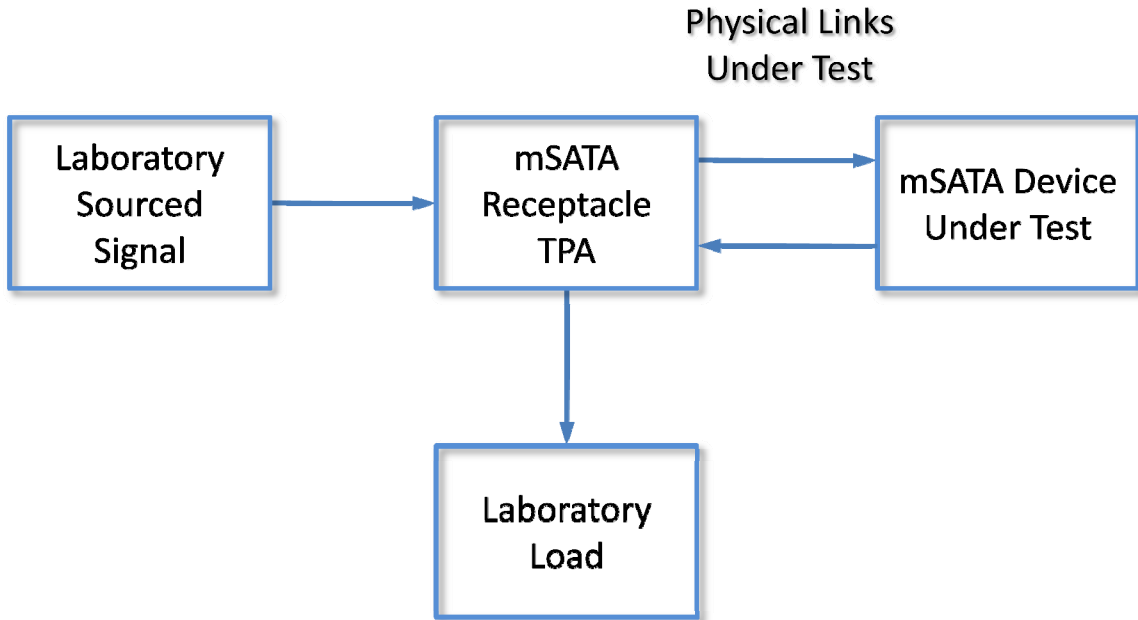 Physical Links
Under Test
Laboratory
Sourced
Signal
mSATA
Receptacle
TPA
mSATA Device
Under Test
Laboratory
Load